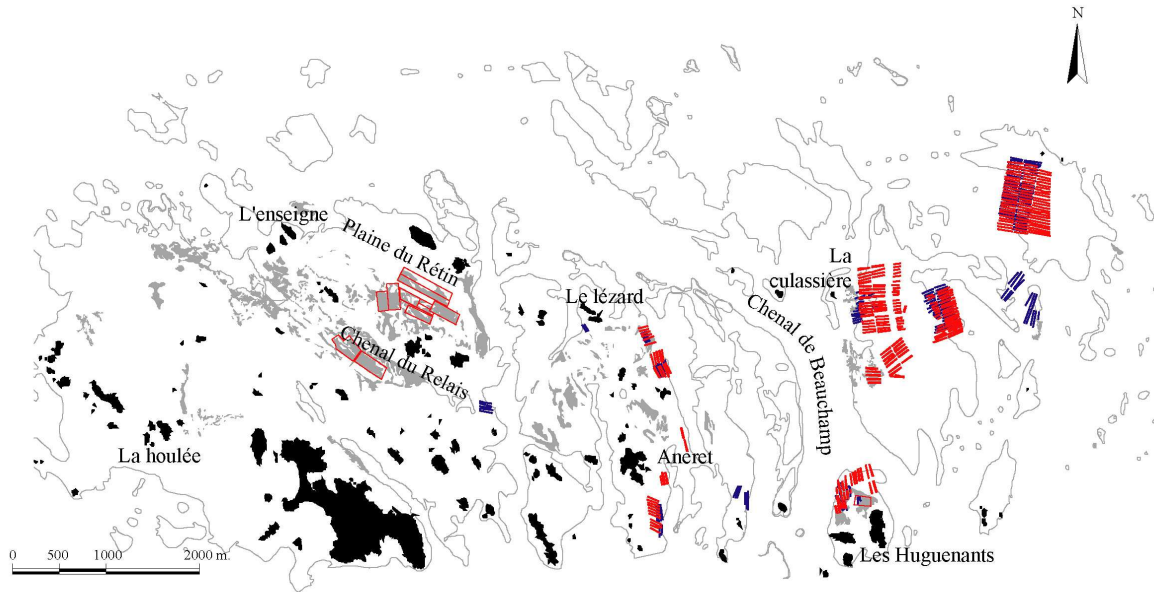 N
L'enseigne
Plaine du Rétin
La
culassière
Le lézard
Chenal de Beauchamp
Chenal du Relais
La houlée
Aneret
Les Huguenants
0 500 1000 2000 m.